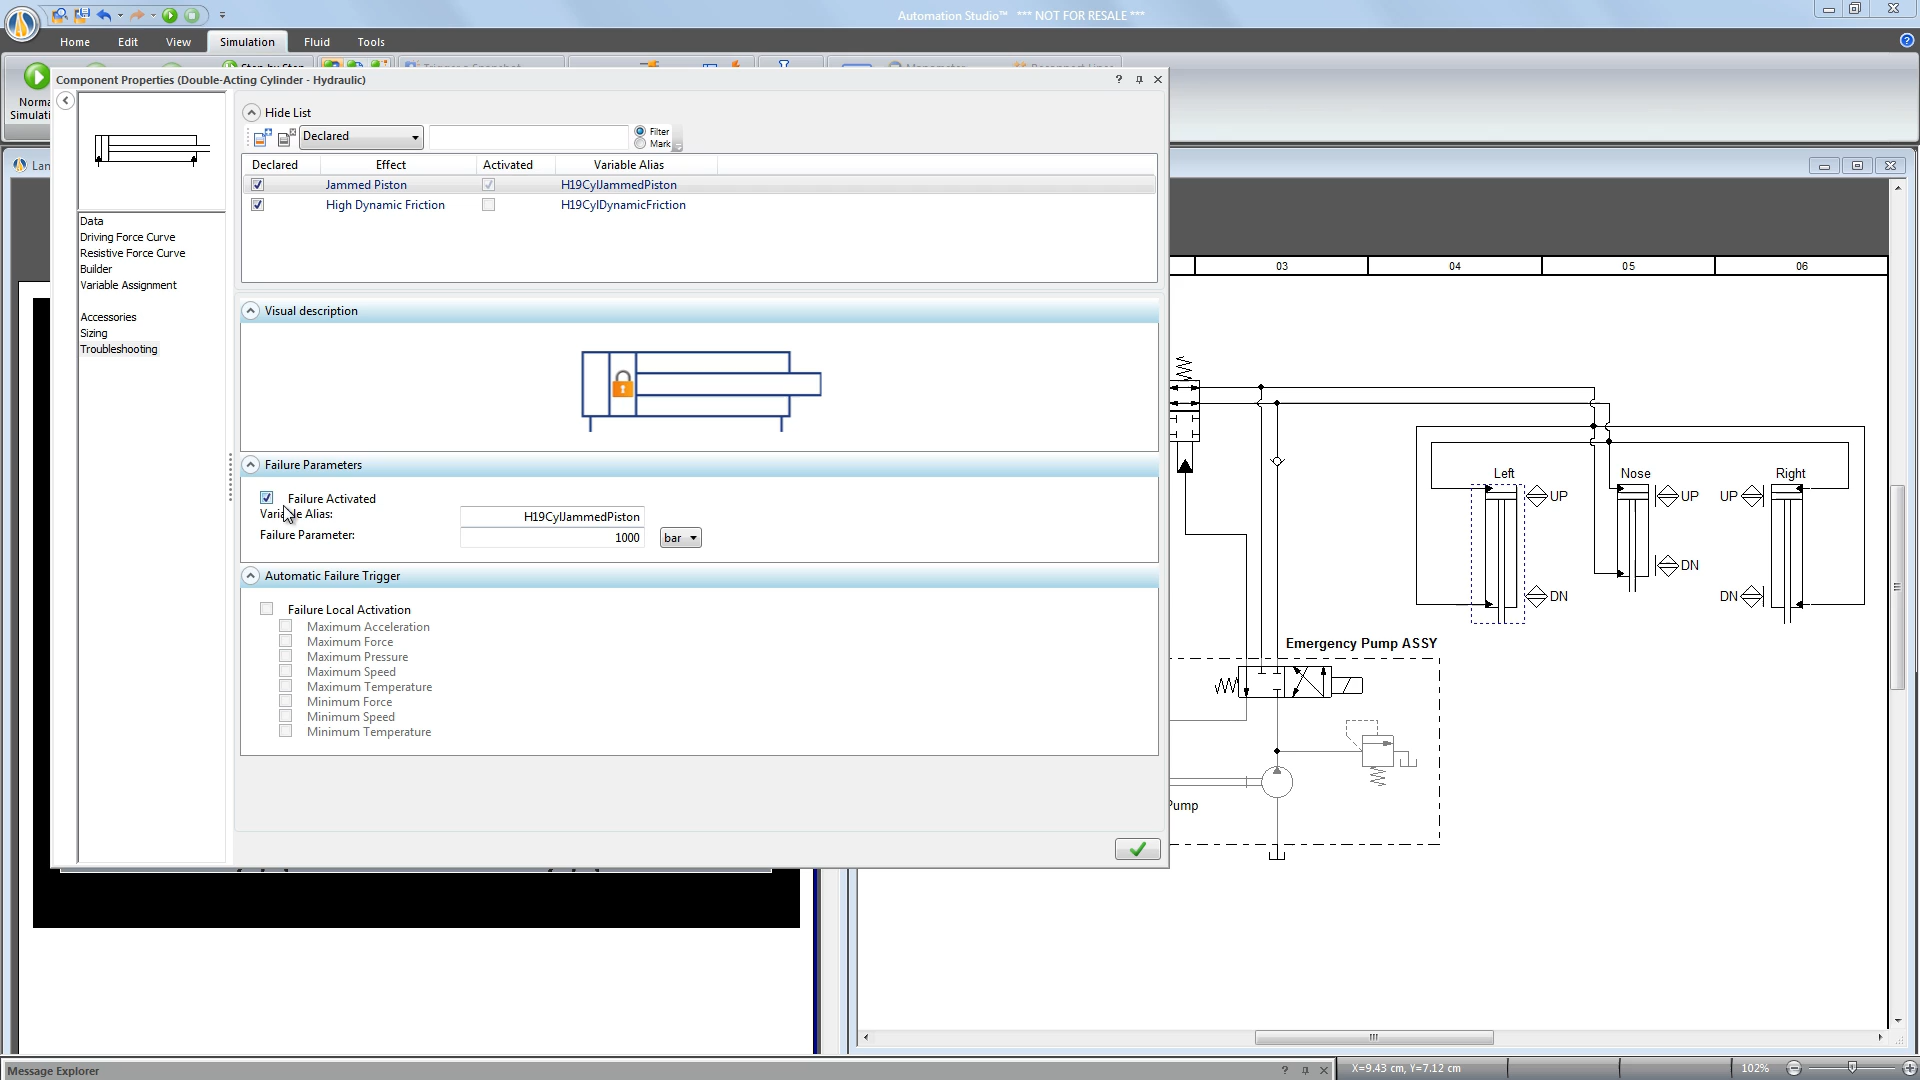 Automation Studio™ *** NOT FOR RESALE ***
Home Edit View Simulation Fluid Tools
Component Properties (Double-Acting Cylinder - Hydraulic)
Hide List
Declared
Filter
Mark
Declared Effect Activated Variable Alias
Jammed Piston H19CylJammedPiston
High Dynamic Friction H19CylDynamicFriction
Data
Driving Force Curve
Resistive Force Curve
Builder
Variable Assignment
Accessories
Sizing
Troubleshooting
Visual description
Failure Parameters
Failure Activated
Variable Alias: H19CylJammedPiston
Failure Parameter: 1000 bar
Automatic Failure Trigger
Failure Local Activation
Maximum Acceleration
Maximum Force
Maximum Pressure
Maximum Speed
Maximum Temperature
Minimum Force
Minimum Speed
Minimum Temperature
03 04 05 06
Left Nose Right
UP UP UP
DN
DN DN
Emergency Pump ASSY
Pump
Message Explorer
X=9.43 cm, Y=7.12 cm
102%